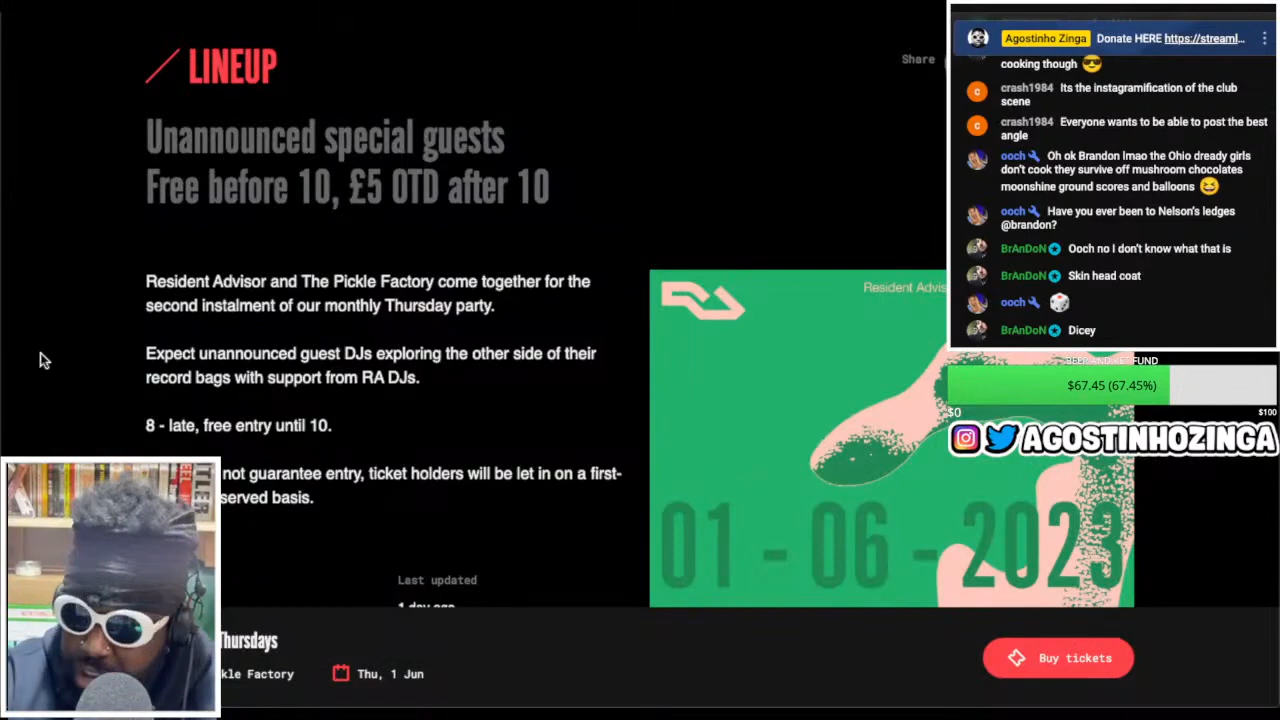 LINEUP
Share
Unannounced special guests
Free before 10, £5 OTD after 10
Resident Advisor and The Pickle Factory come together for the
second instalment of our monthly Thursday party.
Expect unannounced guest DJs exploring the other side of their
record bags with support from RA DJs.
8 - late, free entry until 10.
not guarantee entry, ticket holders will be let in on a first-
served basis.
Last updated
1 day ago
Resident Advis
01 - 06 - 2023
Thursdays
kle Factory
Thu, 1 Jun
Buy tickets
Agostinho Zinga Donate HERE https://streaml...
cooking though
crash1984 Its the instagramification of the club
scene
crash1984 Everyone wants to be able to post the best
angle
ooch Oh ok Brandon lmao the Ohio dready girls
don't cook they survive off mushroom chocolates
moonshine ground scores and balloons
ooch Have you ever been to Nelson's ledges
@brandon?
BrAnDoN Ooch no I don't know what that is
BrAnDoN Skin head coat
ooch
BrAnDoN Dicey
FUND
$67.45 (67.45%)
$0
$100
AGOSTINHOZINGA